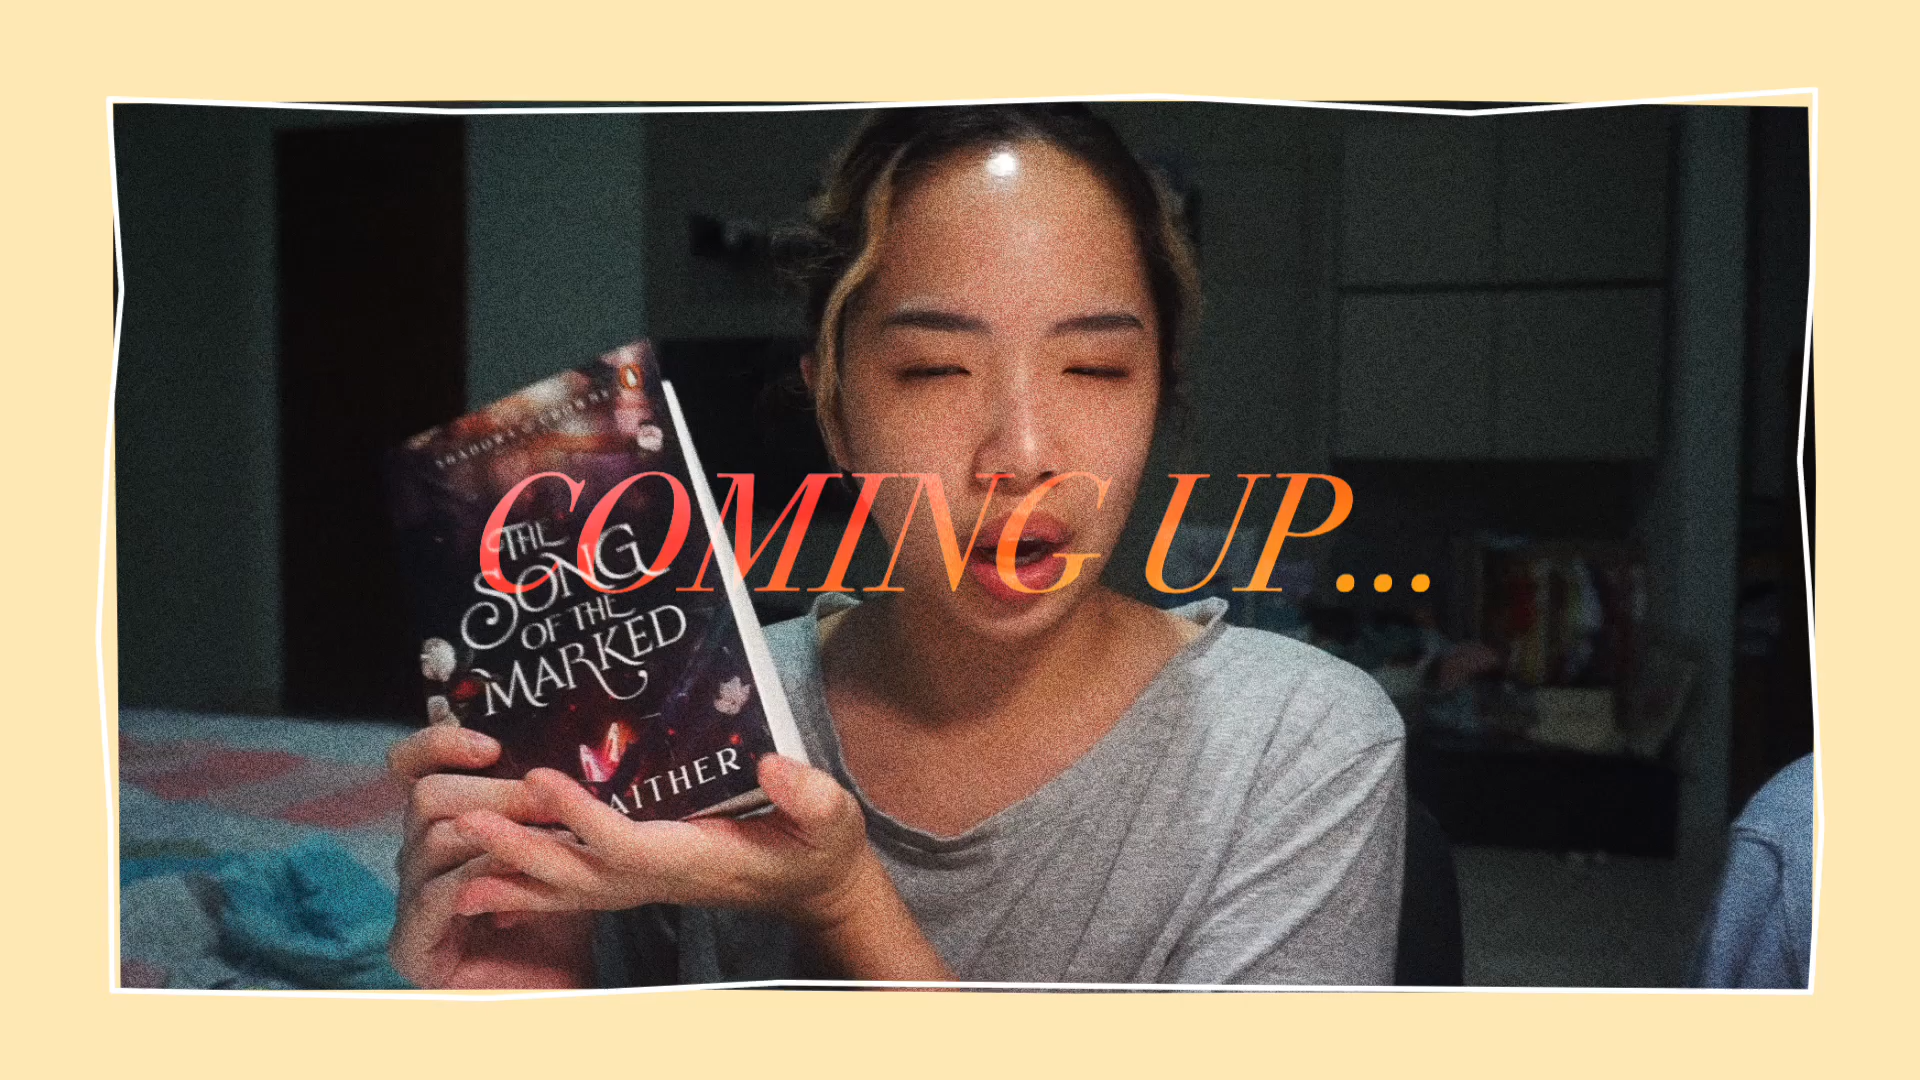 COMING UP...
THE
SONG
OF THE
MARKED
AITHER